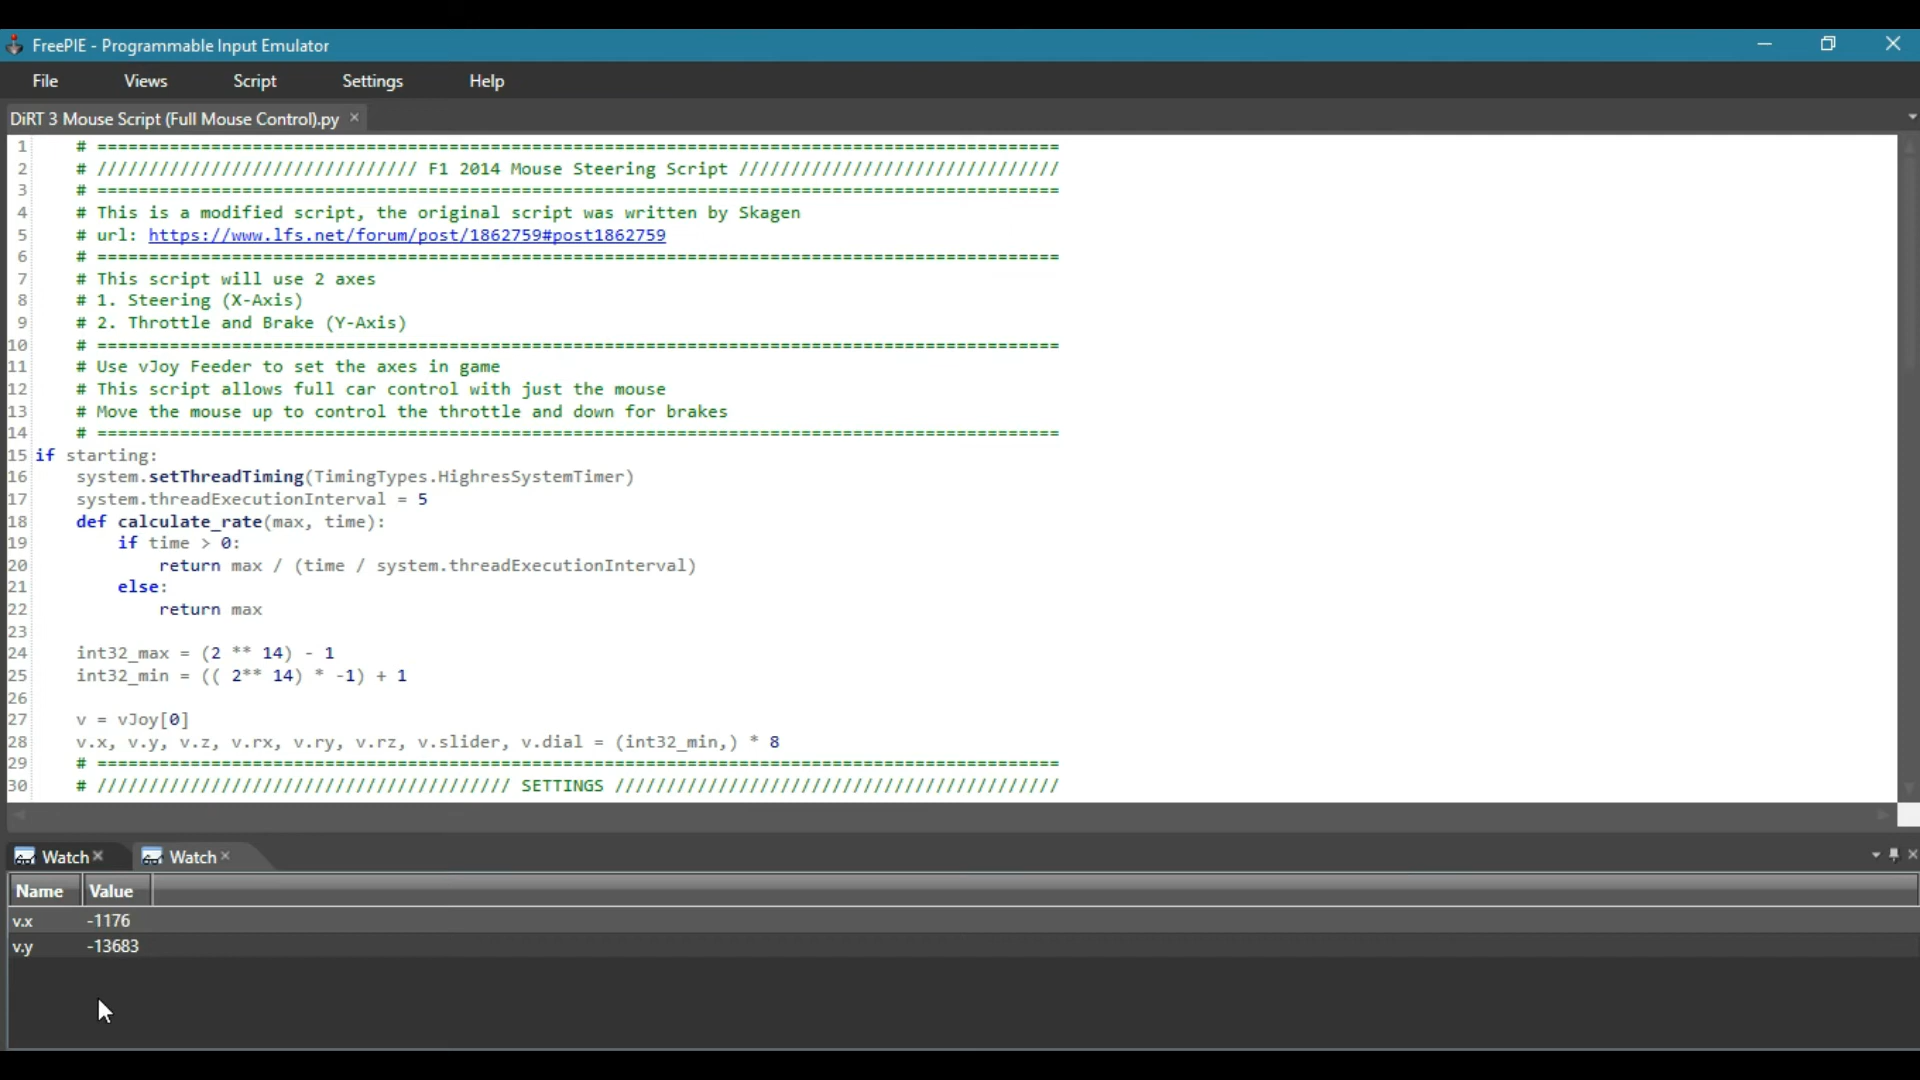 FreePIE - Programmable Input Emulator
File Views Script Settings Help
DiRT 3 Mouse Script (Full Mouse Control).py
1 # =============================================================================================
2 # /////////////////////////////// F1 2014 Mouse Steering Script ///////////////////////////////
3 # =============================================================================================
4 # This is a modified script, the original script was written by Skagen
5 # url: https://www.lfs.net/forum/post/1862759#post1862759
6 # =============================================================================================
7 # This script will use 2 axes
8 # 1. Steering (X-Axis)
9 # 2. Throttle and Brake (Y-Axis)
10 # =============================================================================================
11 # Use vJoy Feeder to set the axes in game
12 # This script allows full car control with just the mouse
13 # Move the mouse up to control the throttle and down for brakes
14 # =============================================================================================
15 if starting:
16 system.setThreadTiming(TimingTypes.HighresSystemTimer)
17 system.threadExecutionInterval = 5
18 def calculate_rate(max, time):
19 if time > 0:
20 return max / (time / system.threadExecutionInterval)
21 else:
22 return max
23
24 int32_max = (2 ** 14) - 1
25 int32_min = (( 2** 14) * -1) + 1
26
27 v = vJoy[0]
28 v.x, v.y, v.z, v.rx, v.ry, v.rz, v.slider, v.dial = (int32_min,) * 8
29 # =============================================================================================
30 # //////////////////////////////////////// SETTINGS ///////////////////////////////////////////
Watch Watch
Name Value
v.x -1176
v.y -13683